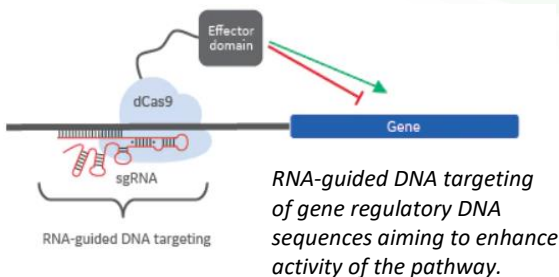 Effector
domain
dCas9
Gene
sgRNA
RNA-guided DNA targeting
RNA-guided DNA targeting
of gene regulatory DNA
sequences aiming to enhance
activity of the pathway.